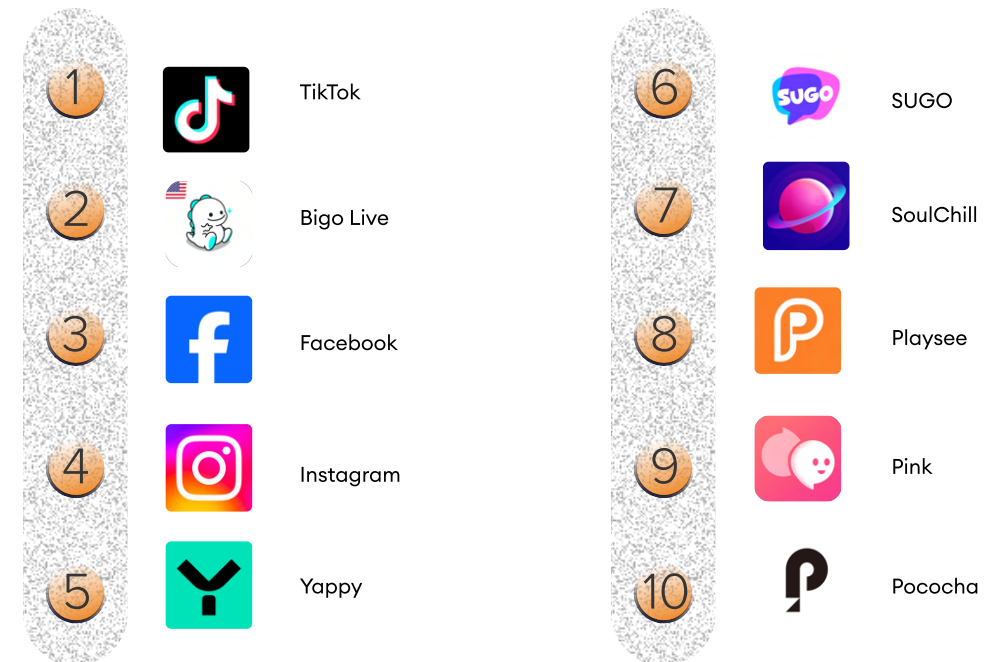 1
TikTok
2
Bigo Live
3
Facebook
4
Instagram
5
Yappy
6
SUGO
SUGO
7
SoulChill
8
Playsee
9
Pink
10
Pococha